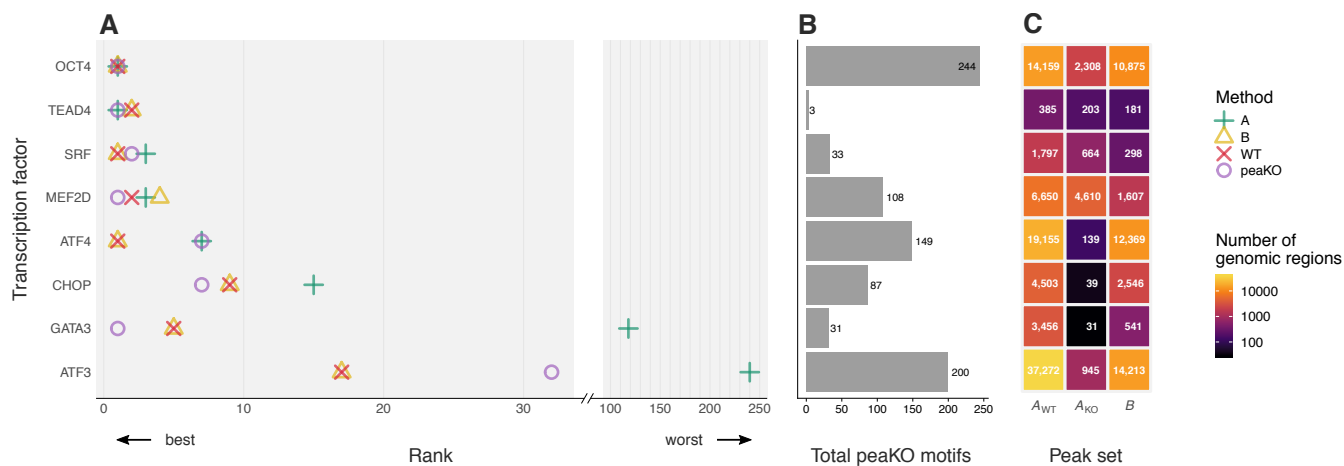 A
B
C
Transcription factor
OCT4
TEAD4
SRF
MEF2D
ATF4
CHOP
GATA3
ATF3
0 10 20 30 100 150 200 250
best
worst
Rank
244
3
33
108
149
87
31
200
0 50 100 150 200 250
Total peaKO motifs
14,159 2,308 10,875
385 203 181
1,797 664 298
6,650 4,610 1,607
19,155 139 12,369
4,503 39 2,546
3,456 31 541
37,272 945 14,213
AWT AKO B
Peak set
Method
A
B
WT
peaKO
Number of
genomic regions
10000
1000
100